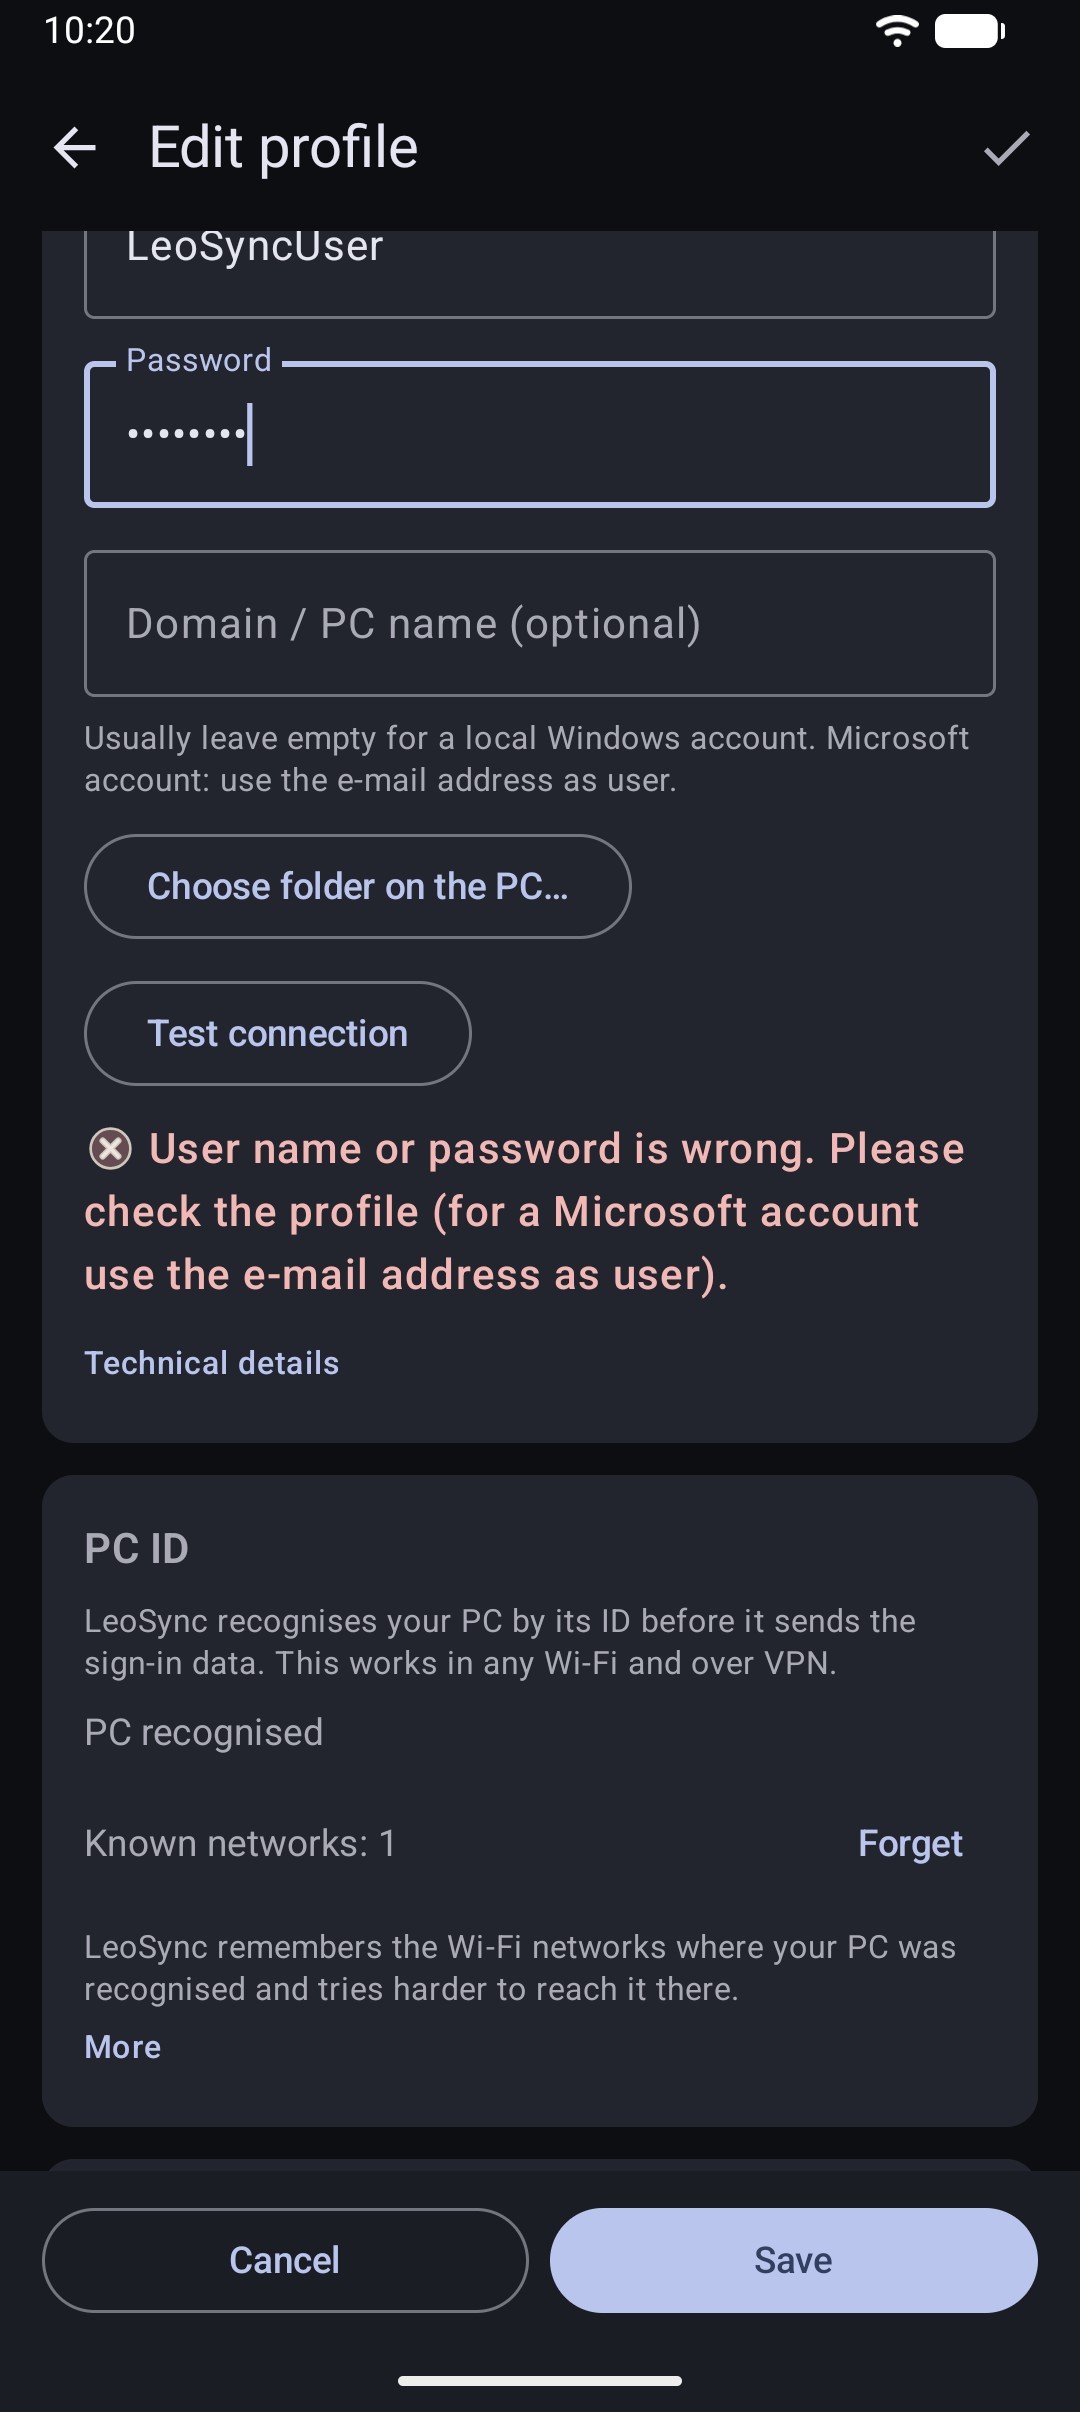 10:20
Edit profile
LeoSyncUser
Password
••••••••
Domain / PC name (optional)
Usually leave empty for a local Windows account. Microsoft
account: use the e-mail address as user.
Choose folder on the PC...
Test connection
User name or password is wrong. Please
check the profile (for a Microsoft account
use the e-mail address as user).
Technical details
PC ID
LeoSync recognises your PC by its ID before it sends the
sign-in data. This works in any Wi-Fi and over VPN.
PC recognised
Known networks: 1
Forget
LeoSync remembers the Wi-Fi networks where your PC was
recognised and tries harder to reach it there.
More
Cancel
Save